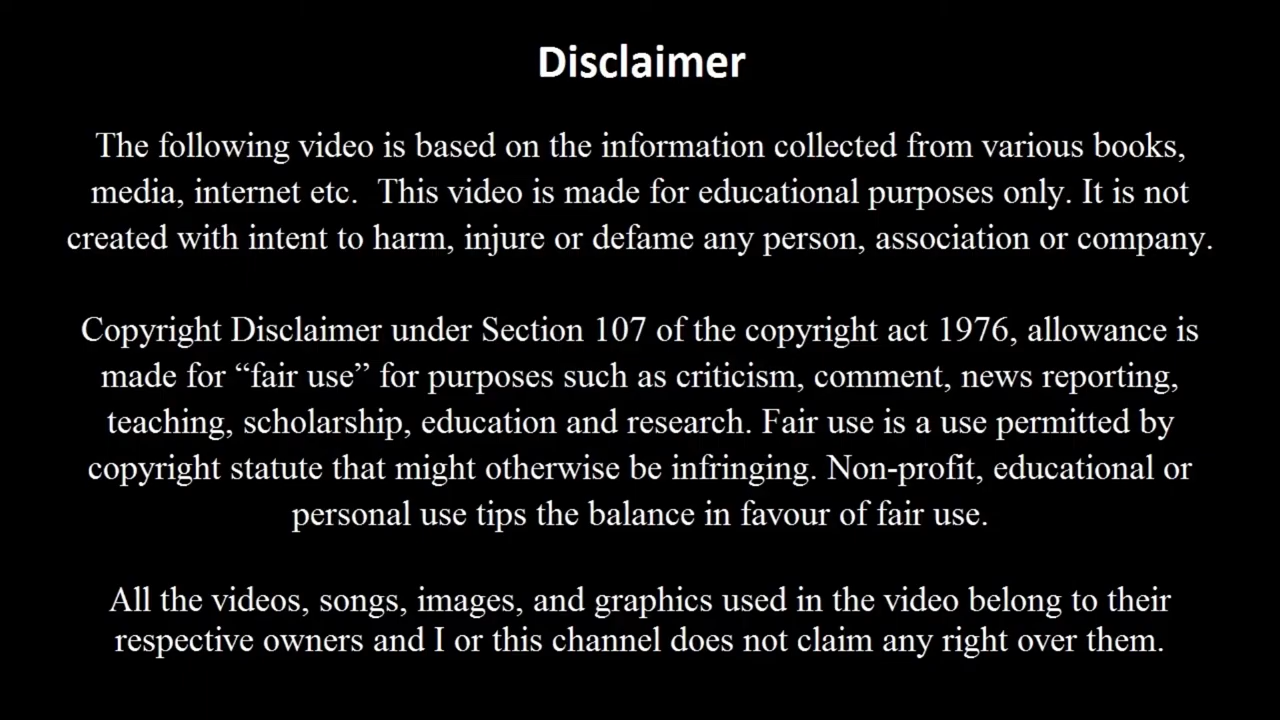 Disclaimer
The following video is based on the information collected from various books,
media, internet etc.  This video is made for educational purposes only. It is not
created with intent to harm, injure or defame any person, association or company.
Copyright Disclaimer under Section 107 of the copyright act 1976, allowance is
made for “fair use” for purposes such as criticism, comment, news reporting,
teaching, scholarship, education and research. Fair use is a use permitted by
copyright statute that might otherwise be infringing. Non-profit, educational or
personal use tips the balance in favour of fair use.
All the videos, songs, images, and graphics used in the video belong to their
respective owners and I or this channel does not claim any right over them.